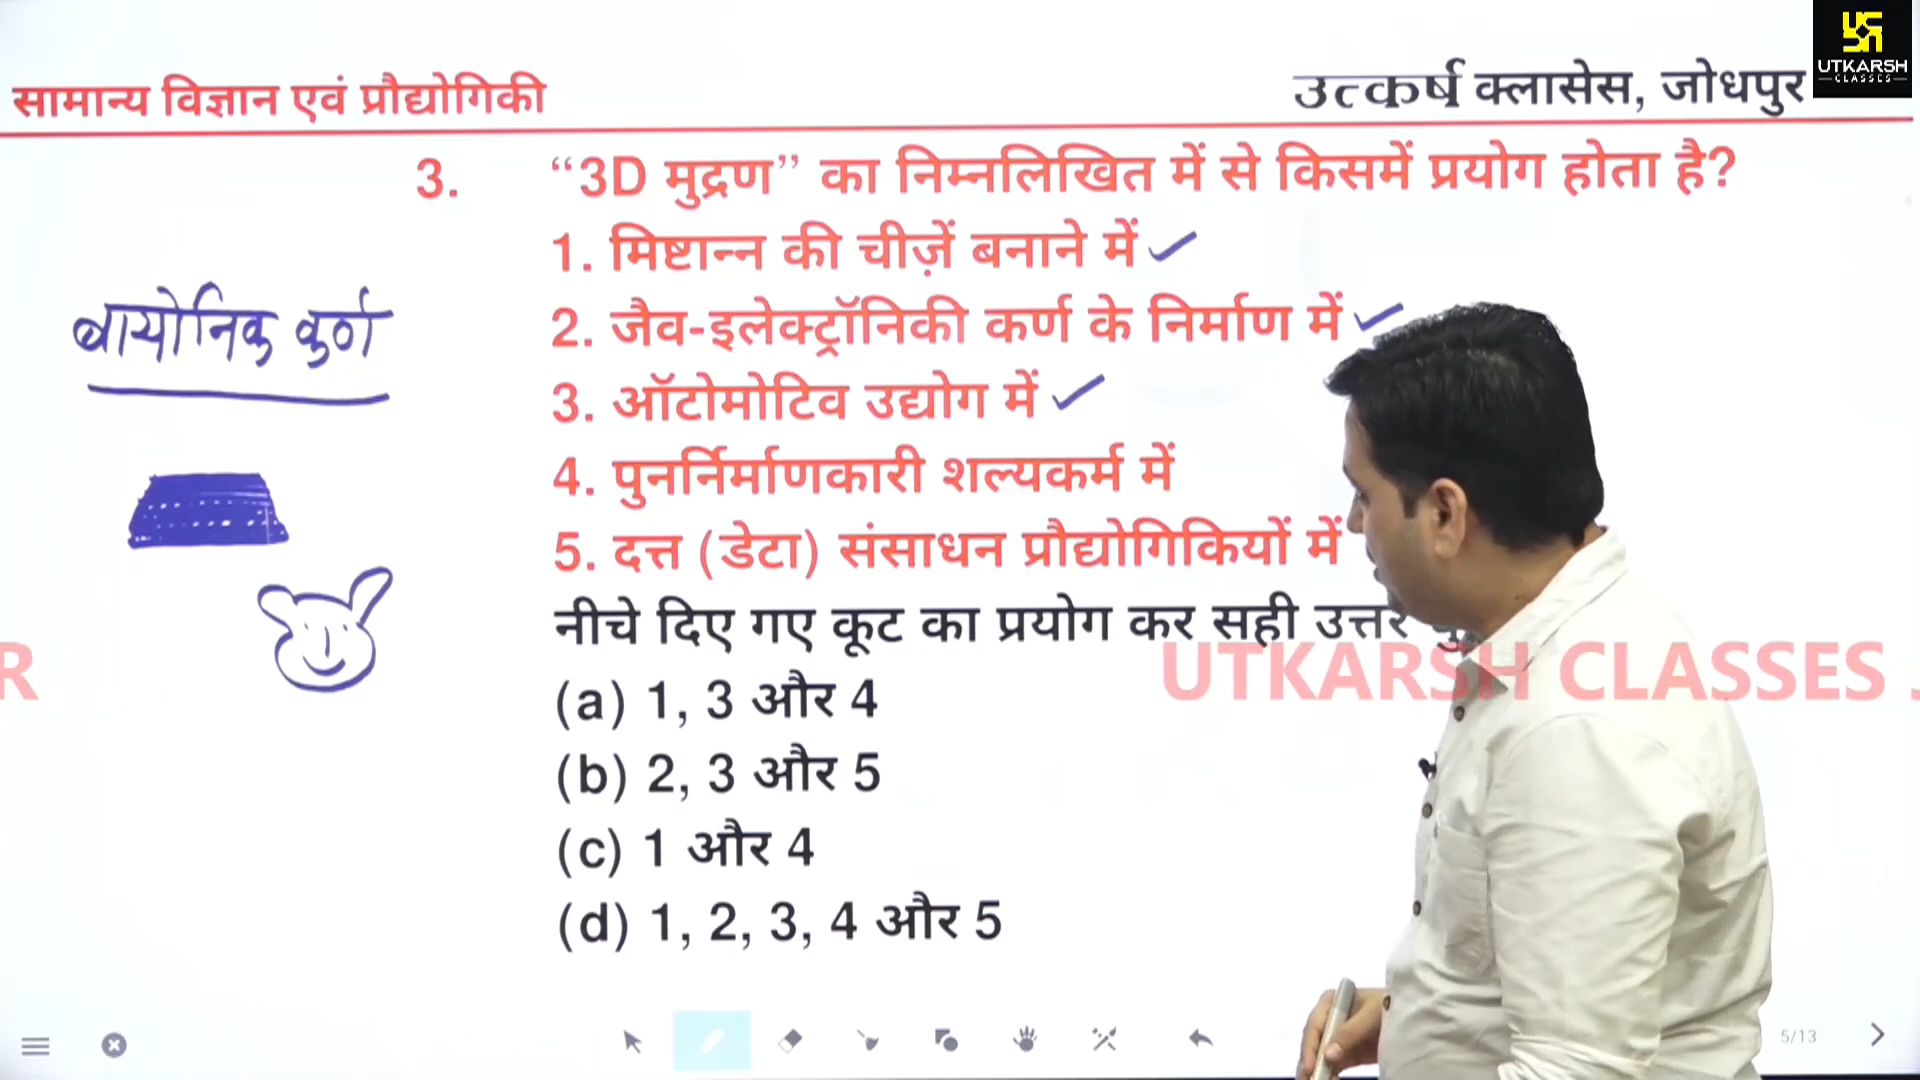 UTKARSH
CLASSES
सामान्य विज्ञान एवं प्रौद्योगिकी
उत्कर्ष क्लासेस, जोधपुर
3. “3D मुद्रण” का निम्नलिखित में से किसमें प्रयोग होता है?
1. मिष्टान्न की चीज़ें बनाने में
2. जैव-इलेक्ट्रॉनिकी कर्ण के निर्माण में
बायोनिक कर्ण
3. ऑटोमोटिव उद्योग में
4. पुनर्निर्माणकारी शल्यकर्म में
5. दत्त (डेटा) संसाधन प्रौद्योगिकियों में
नीचे दिए गए कूट का प्रयोग कर सही उत्तर
R UTKARSH CLASSES
(a) 1, 3 और 4
(b) 2, 3 और 5
(c) 1 और 4
(d) 1, 2, 3, 4 और 5
5/13